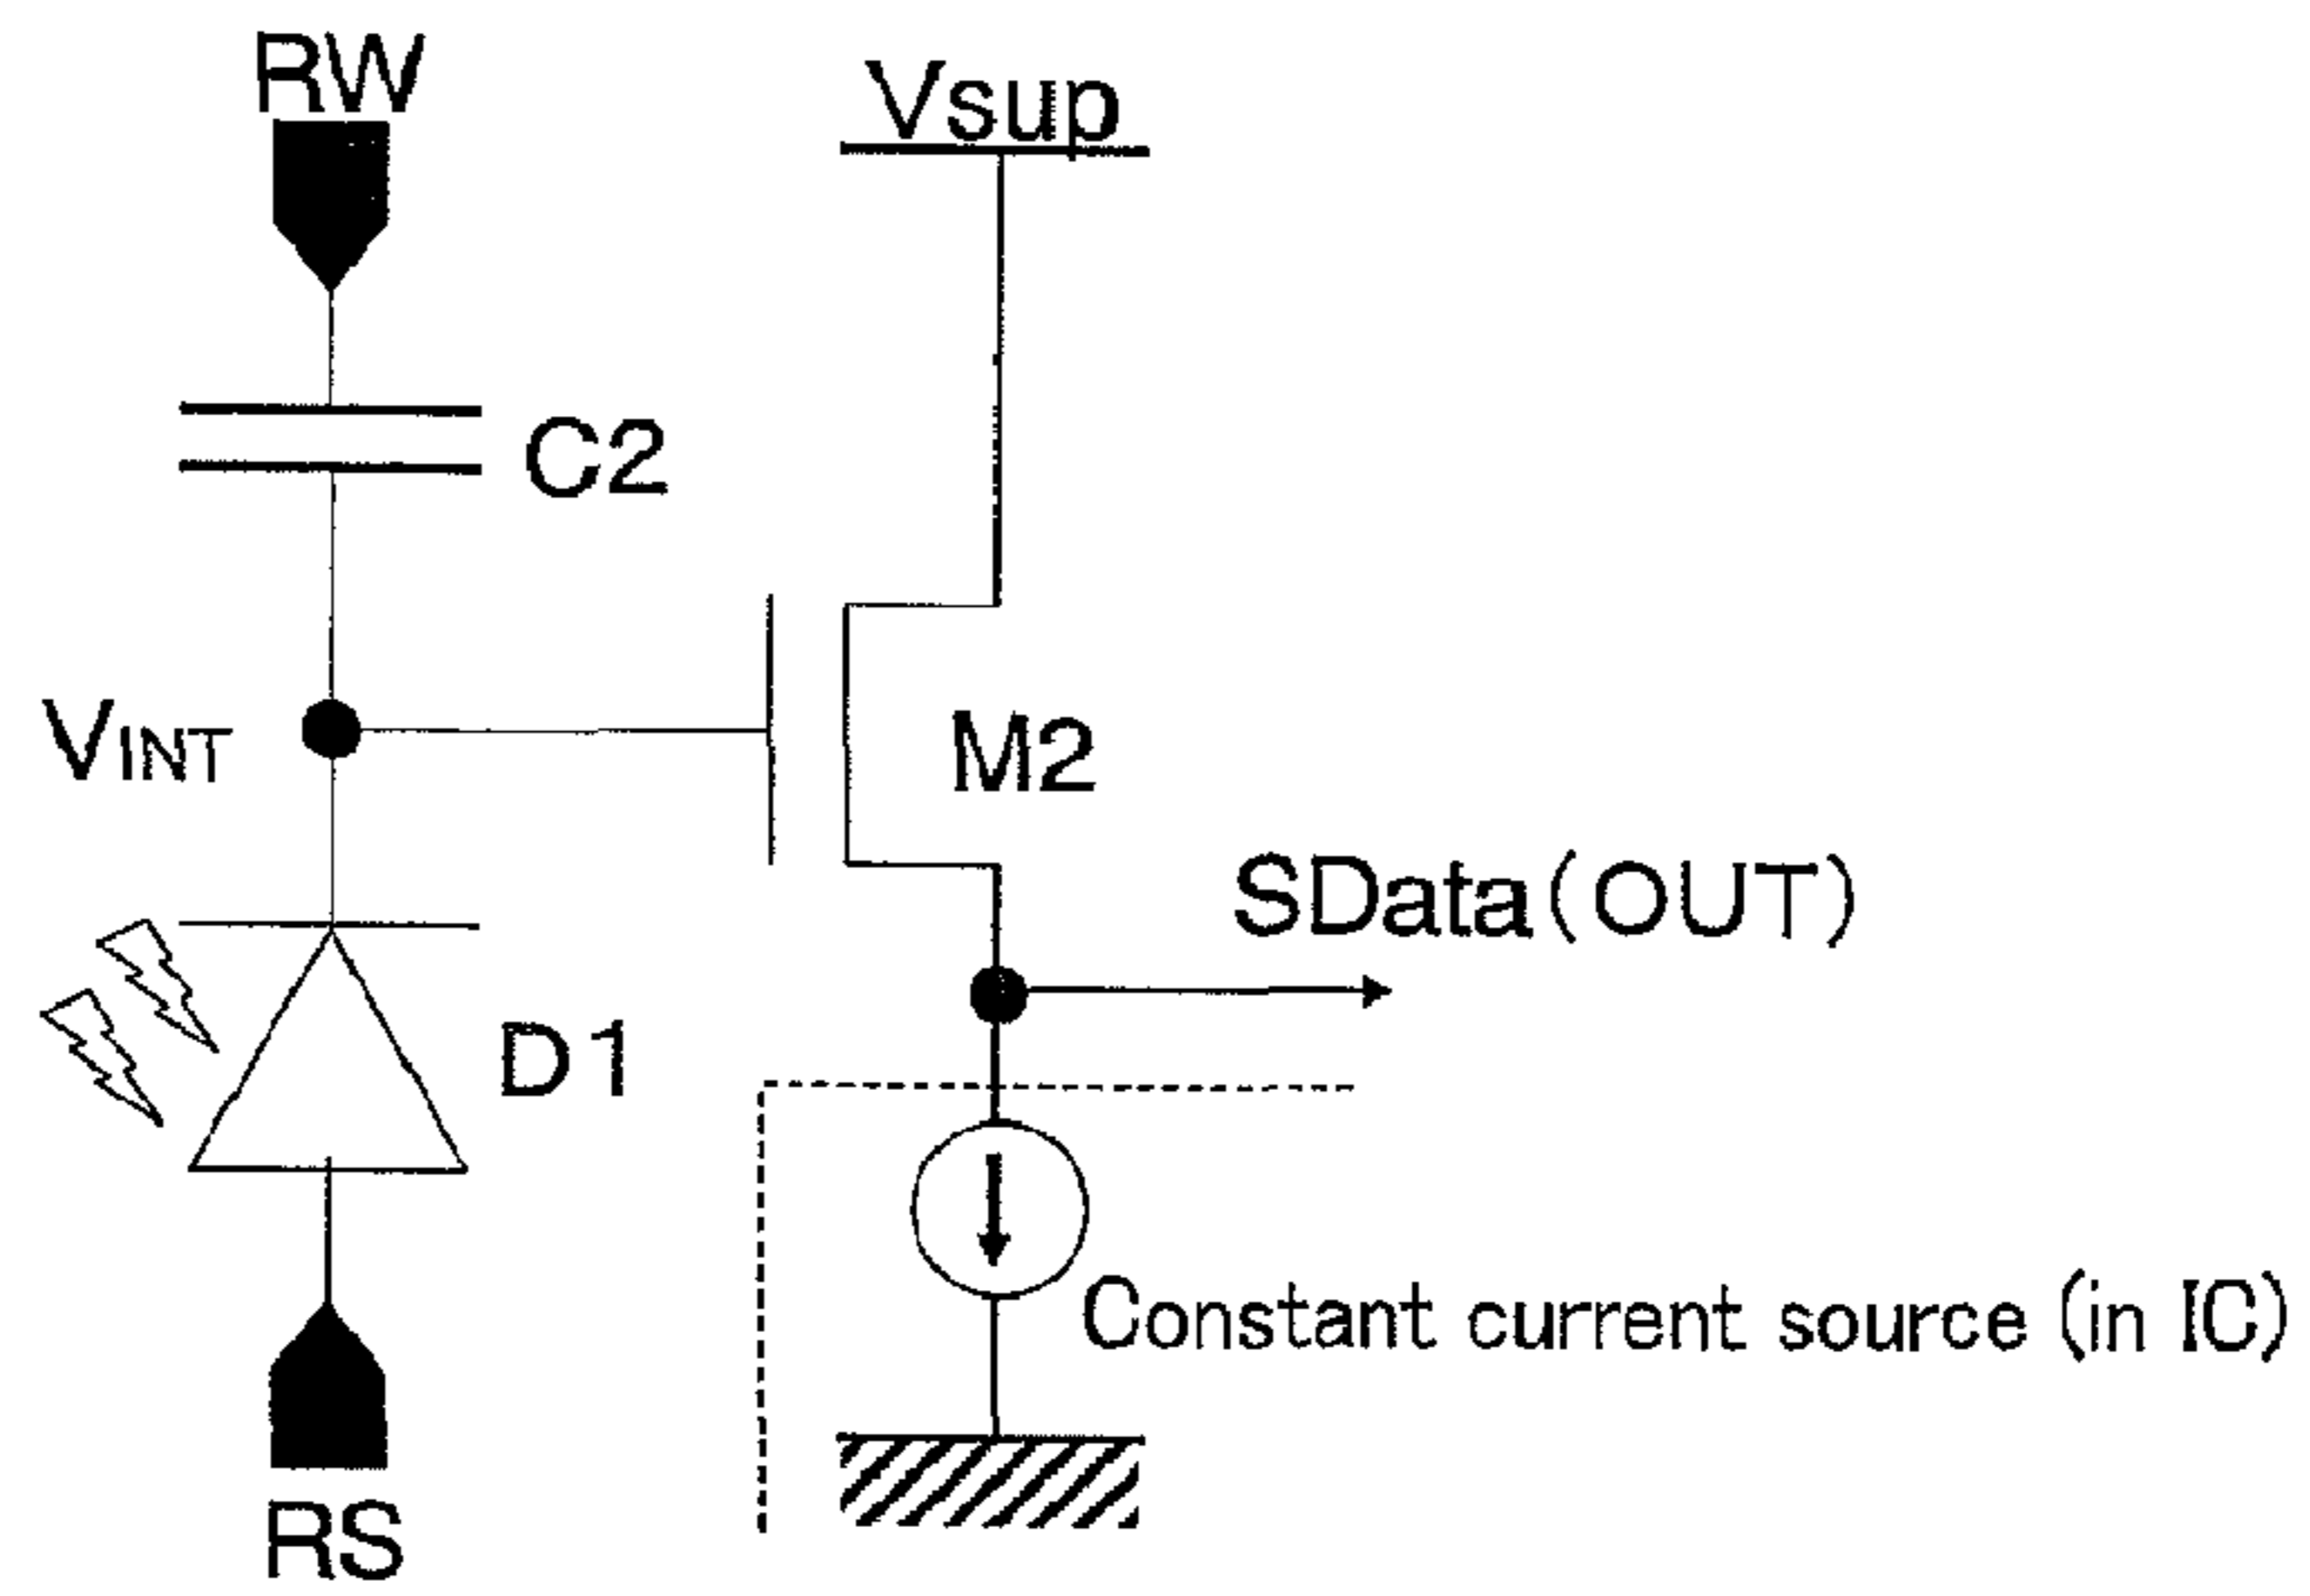 RW
Vsup
C2
VINT
M2
SData(OUT)
D1
Constant current source (in IC)
RS